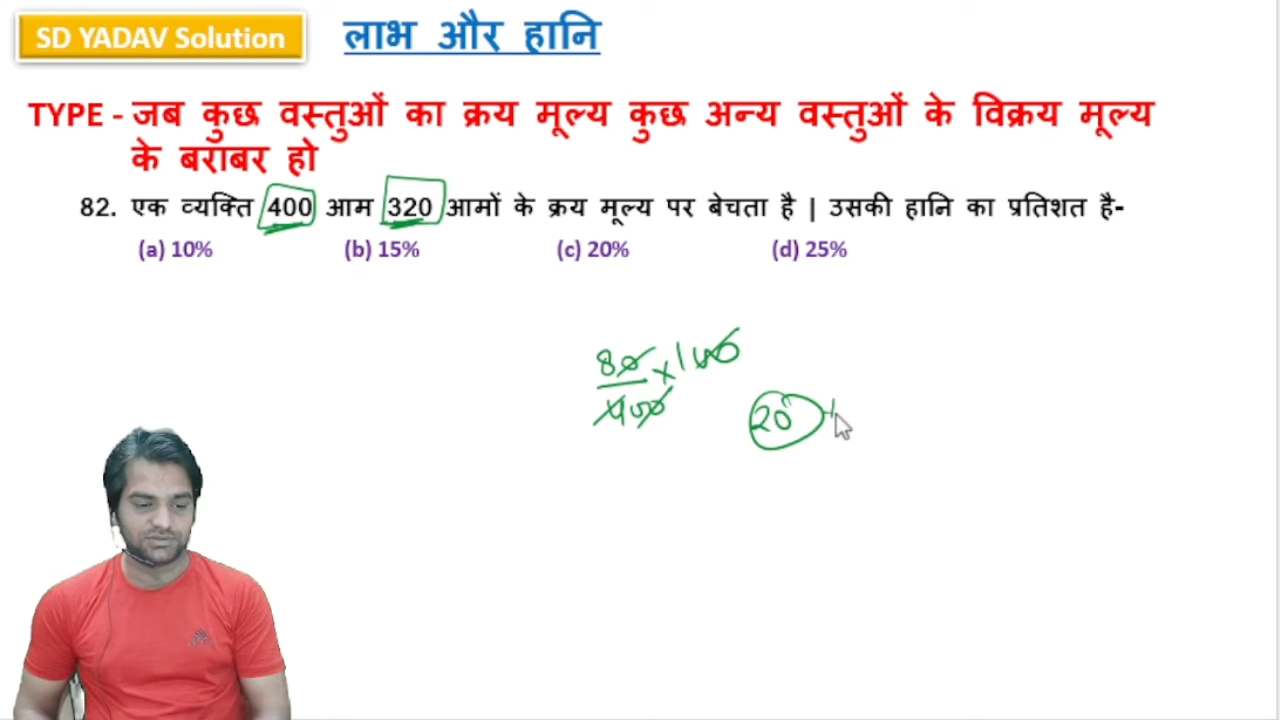 SD YADAV Solution
लाभ और हानि
TYPE - जब कुछ वस्तुओं का क्रय मूल्य कुछ अन्य वस्तुओं के विक्रय मूल्य
के बराबर हो
82. एक व्यक्ति 400 आम 320 आमों के क्रय मूल्य पर बेचता है | उसकी हानि का प्रतिशत है-
(a) 10% (b) 15% (c) 20% (d) 25%
80
× 100
400
20